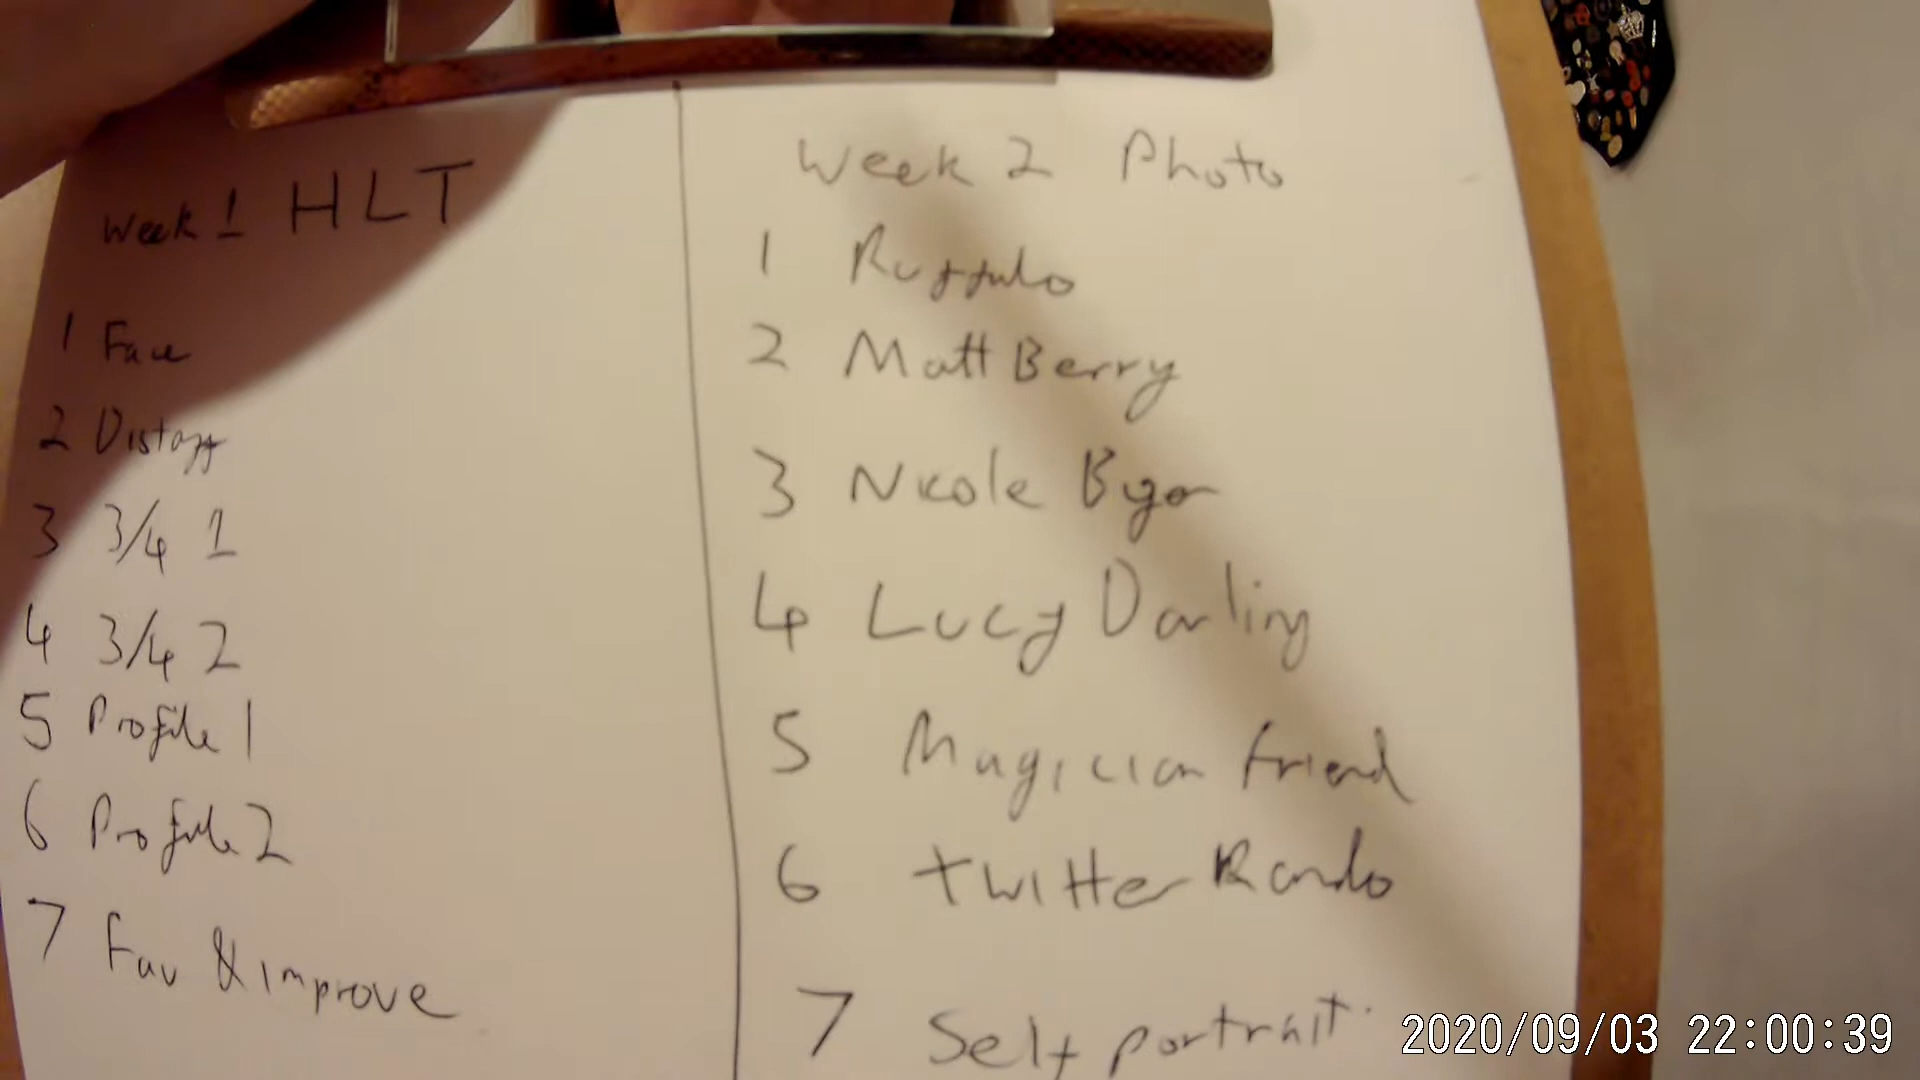 Week 1 HLT
1 Face
2 Distaff
3 3/4 1
4 3/4 2
5 Profile 1
6 Profile 2
7 Fav & improve
Week 2 Photo
1 Ruffulo
2 Matt Berry
3 Nicole Byer
4 Lucy Darling
5 Magician friend
6 twitter Rando
7 Self portrait.
2020/09/03 22:00:39